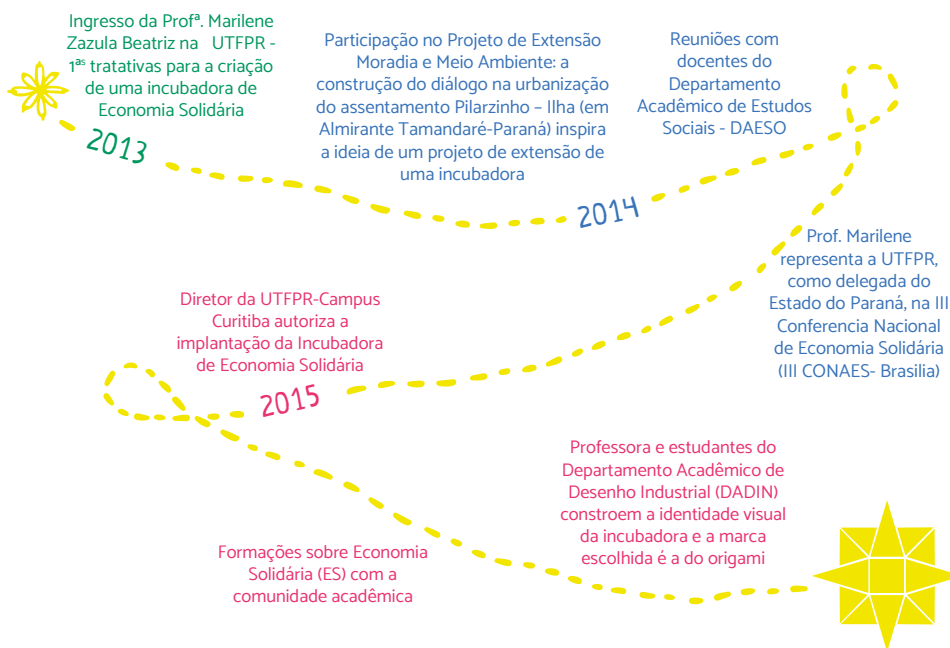 Ingresso da Profª. Marilene
Zazula Beatriz na UTFPR -
1ªˢ tratativas para a criação
de uma incubadora de
Economia Solidária
2013
Participação no Projeto de Extensão
Moradia e Meio Ambiente: a
construção do diálogo na urbanização
do assentamento Pilarzinho – Ilha (em
Almirante Tamandaré-Paraná) inspira
a ideia de um projeto de extensão de
uma incubadora
2014
Reuniões com
docentes do
Departamento
Acadêmico de Estudos
Sociais - DAESO
Prof. Marilene
representa a UTFPR,
como delegada do
Estado do Paraná, na III
Conferencia Nacional
de Economia Solidária
(III CONAES- Brasilia)
Diretor da UTFPR-Campus
Curitiba autoriza a
implantação da Incubadora
de Economia Solidária
2015
Formações sobre Economia
Solidária (ES) com a
comunidade acadêmica
Professora e estudantes do
Departamento Acadêmico de
Desenho Industrial (DADIN)
constroem a identidade visual
da incubadora e a marca
escolhida é a do origami